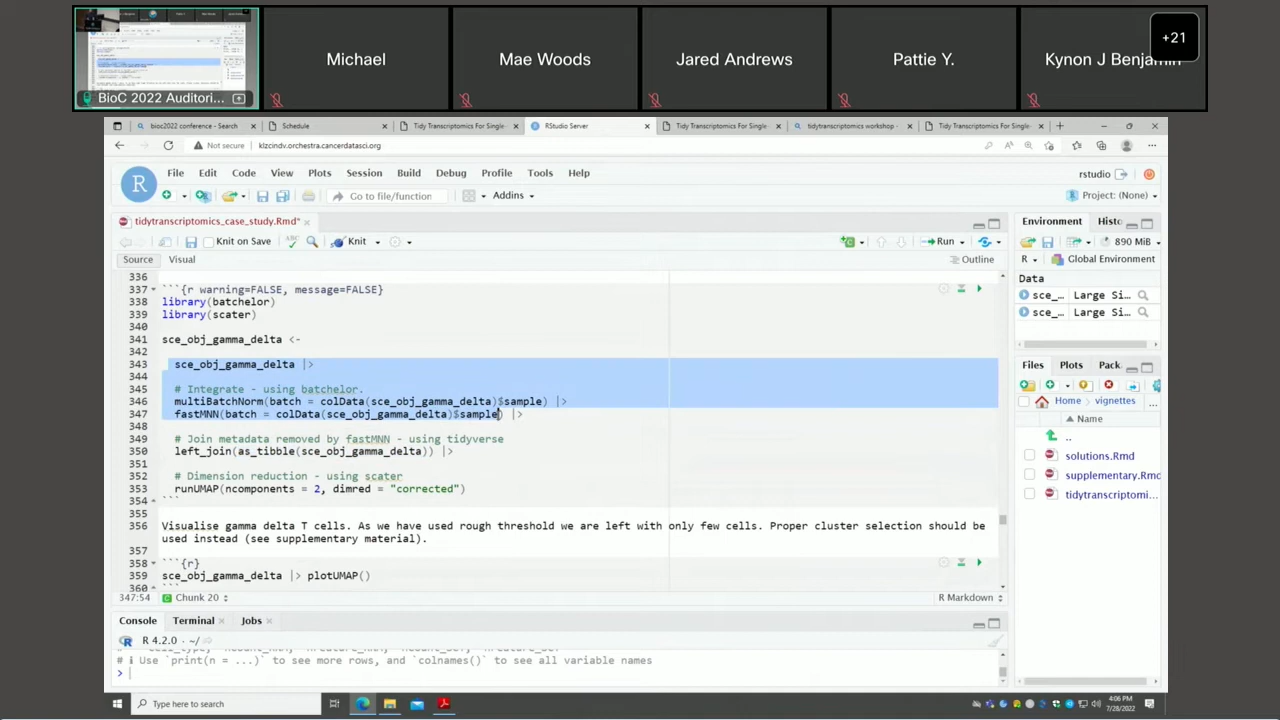 Michael
Mae Woods
Jared Andrews
Pattie Y.
Kynon J Benjamin
+21
BioC 2022 Auditori...
bioc2022 conference - Search
Schedule
Tidy Transcriptomics For Single-
RStudio Server
Tidy Transcriptomics For Single-
tidytranscriptomics workshop -
Tidy Transcriptomics For Single-
Not secure
klzcindv.orchestra.cancerdatasci.org
File Edit Code View Plots Session Build Debug Profile Tools Help
rstudio
Go to file/function
Addins
Project: (None)
tidytranscriptomics_case_study.Rmd*
Environment
Histo
Knit on Save
ABC
Knit
Run
890 MiB
Source
Visual
Outline
R
Global Environment
Data
sce_... Large Si...
sce_... Large Si...
336
337 ```{r warning=FALSE, message=FALSE}
338 library(batchelor)
339 library(scater)
340
341 sce_obj_gamma_delta <-
342
343 sce_obj_gamma_delta |>
344
345 # Integrate - using batchelor.
346 multiBatchNorm(batch = colData(sce_obj_gamma_delta)$sample) |>
347 fastMNN(batch = colData(sce_obj_gamma_delta)$sample) |>
348
349 # Join metadata removed by fastMNN - using tidyverse
350 left_join(as_tibble(sce_obj_gamma_delta)) |>
351
352 # Dimension reduction - using scater
353 runUMAP(ncomponents = 2, dimred = "corrected")
354 ```
355
356 Visualise gamma delta T cells. As we have used rough threshold we are left with only few cells. Proper cluster selection should be
used instead (see supplementary material).
357
358 ```{r}
359 sce_obj_gamma_delta |> plotUMAP()
360 ```
347:54
Chunk 20
R Markdown
Files
Plots
Pack
Home
vignettes
Name
..
solutions.Rmd
supplementary.Rmd
tidytranscriptomi...
Console
Terminal
Jobs
R 4.2.0 · ~/
# ℹ Use `print(n = ...)` to see more rows, and `colnames()` to see all variable names
>
Type here to search
4:06 PM
7/28/2022